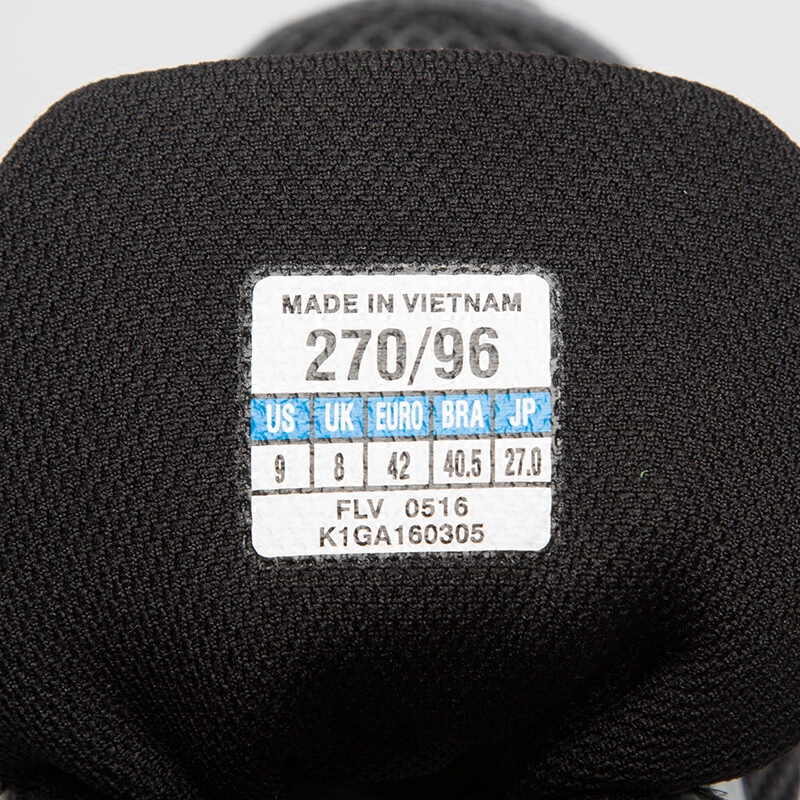 MADE IN VIETNAM
270/96
US UK EURO BRA JP
9 8 42 40.5 27.0
FLV 0516
K1GA160305